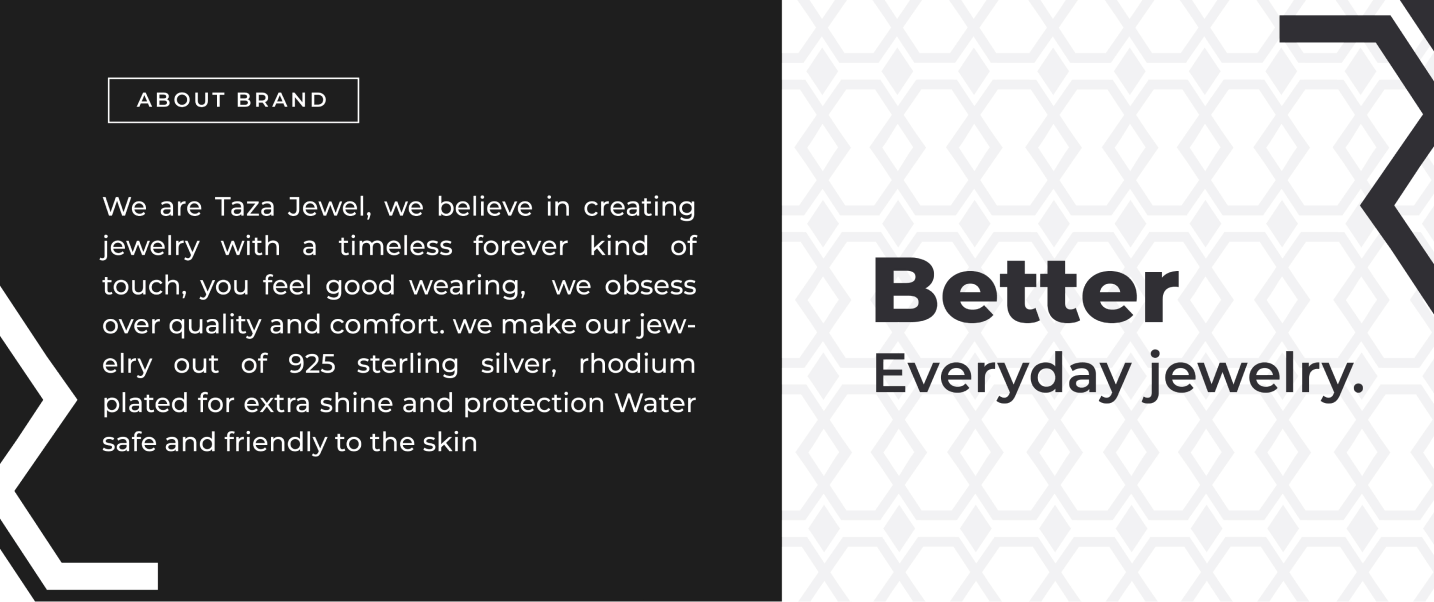 ABOUT BRAND
We are Taza Jewel, we believe in creating
jewelry with a timeless forever kind of
touch, you feel good wearing,  we obsess
over quality and comfort. we make our jew-
elry out of 925 sterling silver, rhodium
plated for extra shine and protection Water
safe and friendly to the skin
Better
Everyday jewelry.